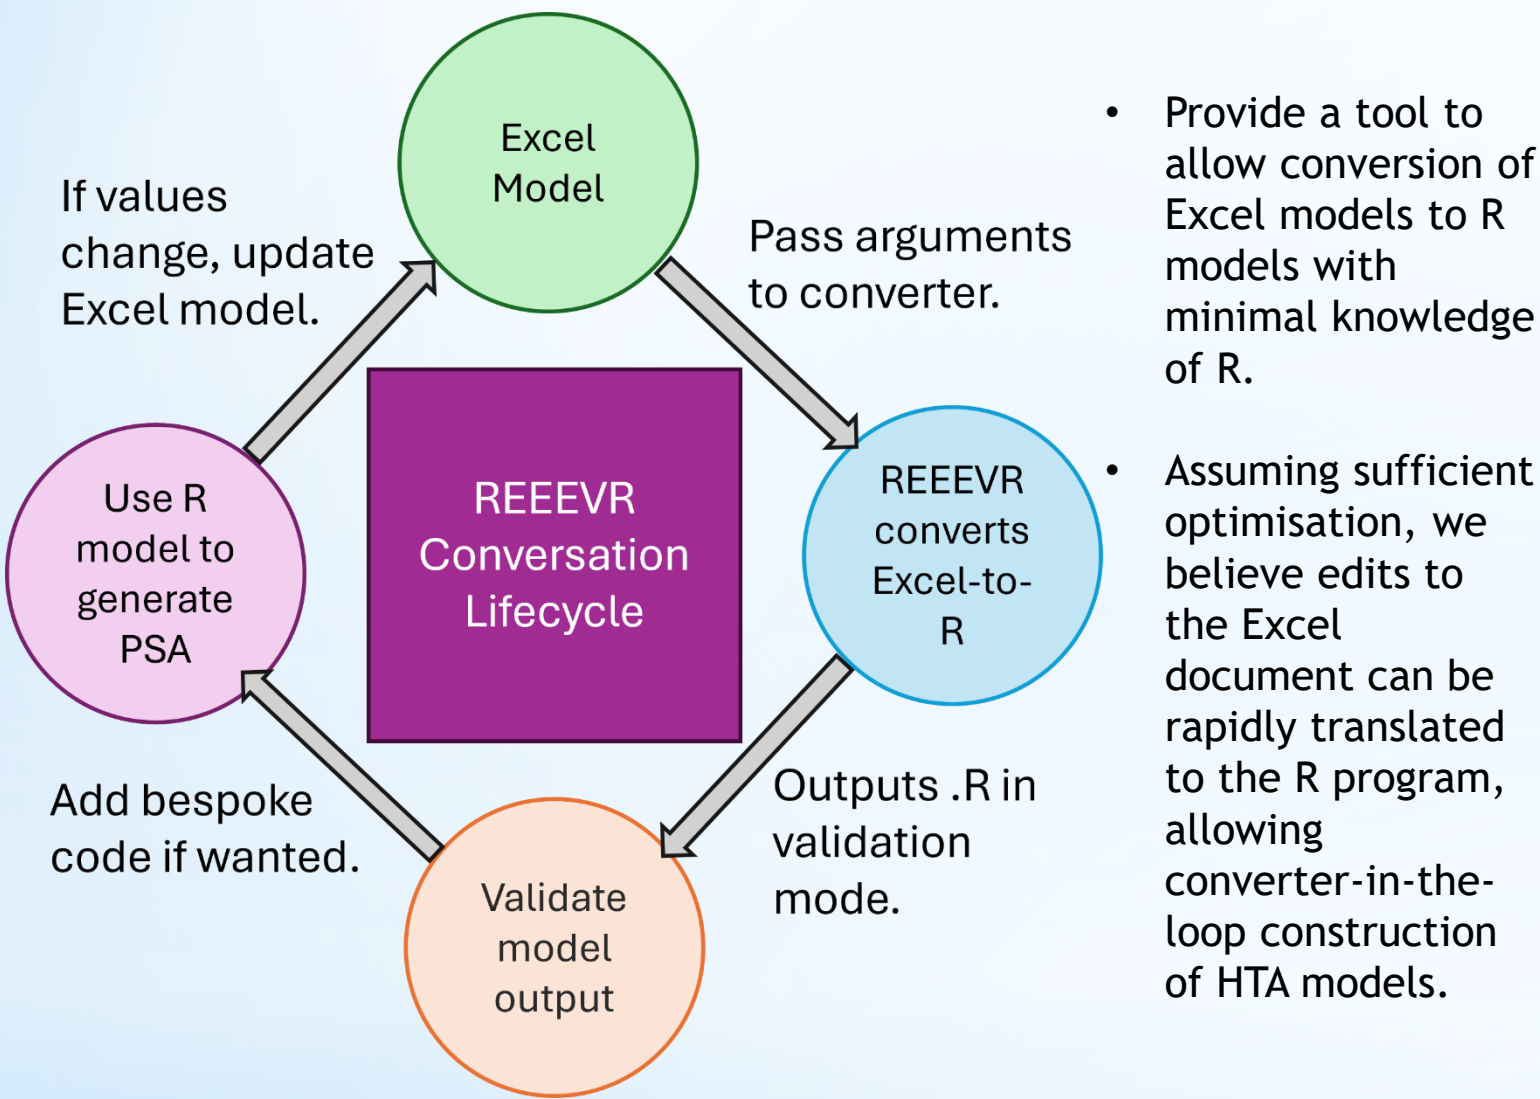 Excel
Model
If values
change, update
Excel model.
Pass arguments
to converter.
REEEVR
Conversation
Lifecycle
REEEVR
converts
Excel-to-
R
Use R
model to
generate
PSA
Outputs .R in
validation
mode.
Add bespoke
code if wanted.
Validate
model
output
• Provide a tool to
allow conversion of
Excel models to R
models with
minimal knowledge
of R.
• Assuming sufficient
optimisation, we
believe edits to
the Excel
document can be
rapidly translated
to the R program,
allowing
converter-in-the-
loop construction
of HTA models.